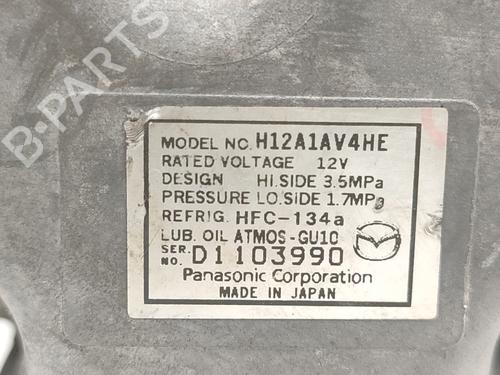 B-PARTS
MODEL NO. H12A1AV4HE
RATED VOLTAGE 12V
DESIGN HI.SIDE 3.5MPa
PRESSURE LO.SIDE 1.7MPa
REFRIG. HFC-134a
LUB. OIL ATMOS-GU10
SER. NO. D1103990
Panasonic Corporation
MADE IN JAPAN